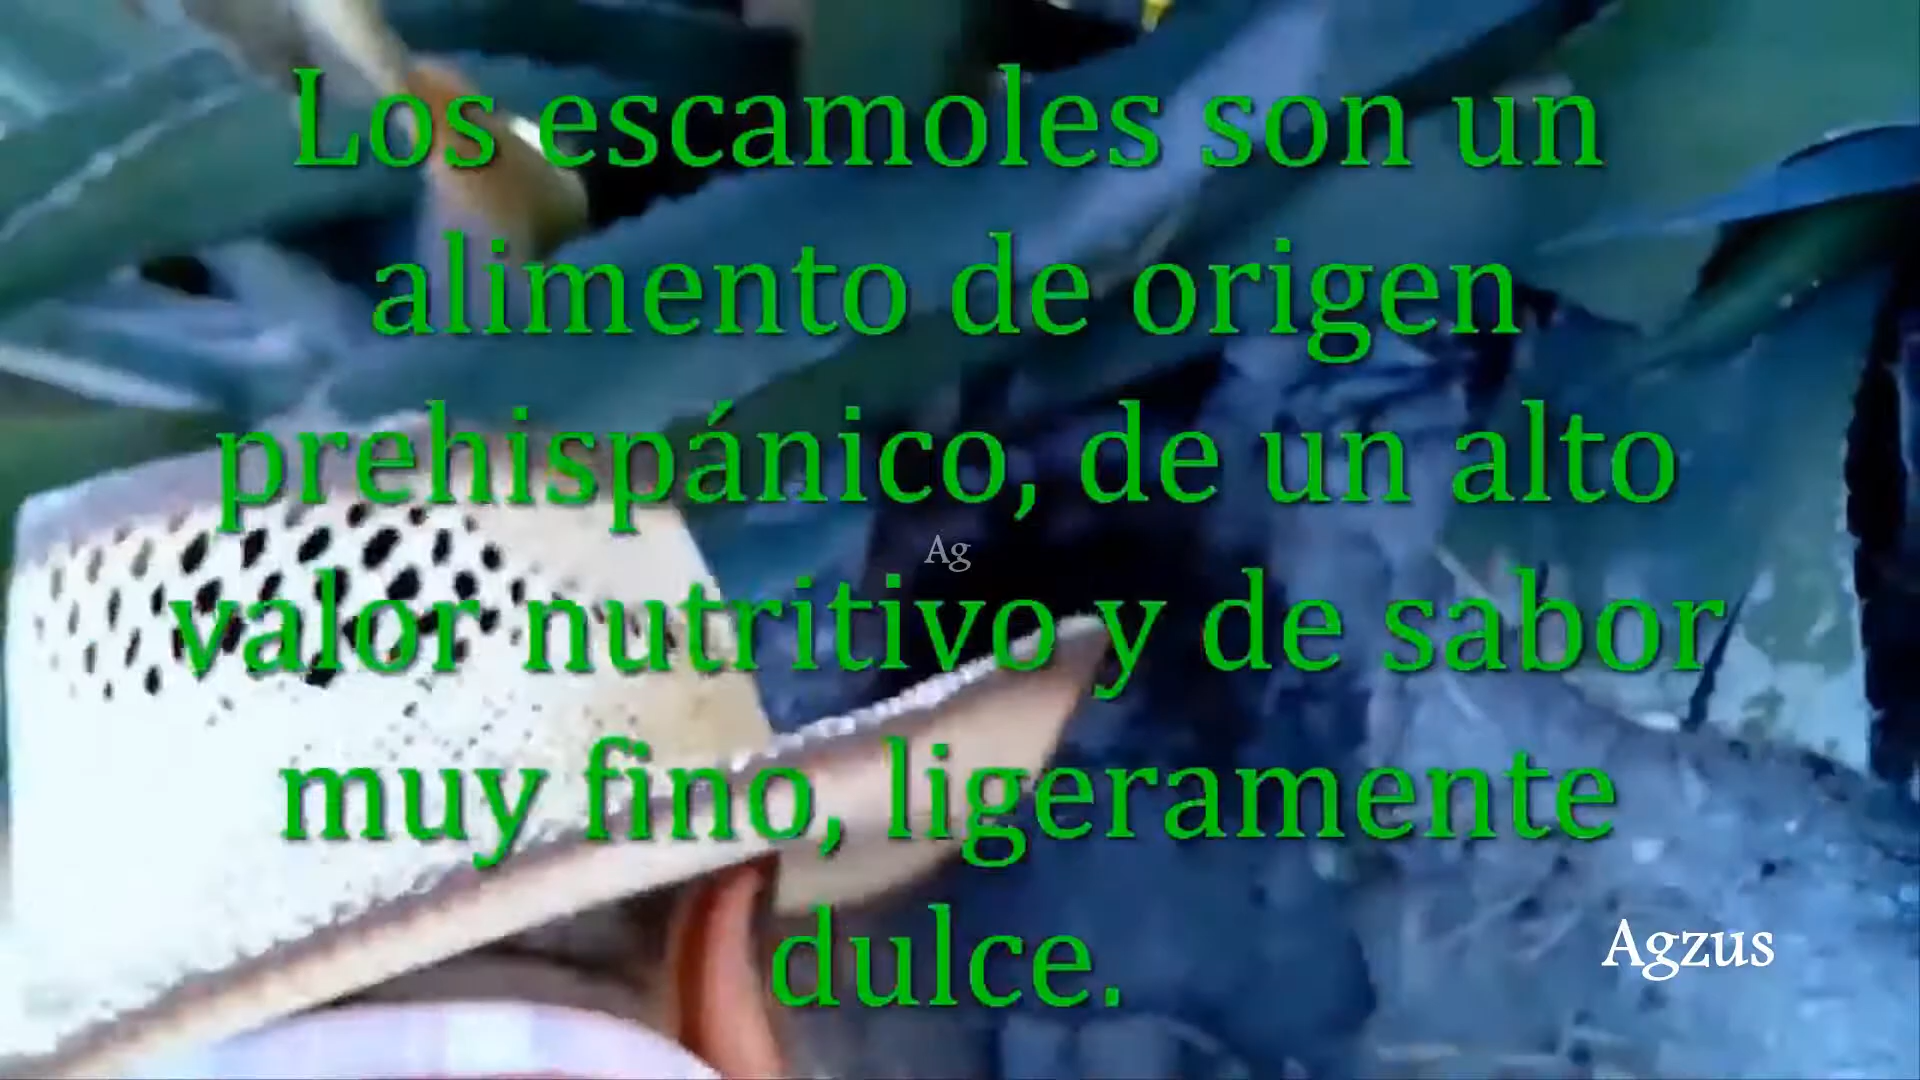 Los escamoles son un
alimento de origen
prehispánico, de un alto
Ag
valor nutritivo y de sabor
muy fino, ligeramente
dulce.
Agzus